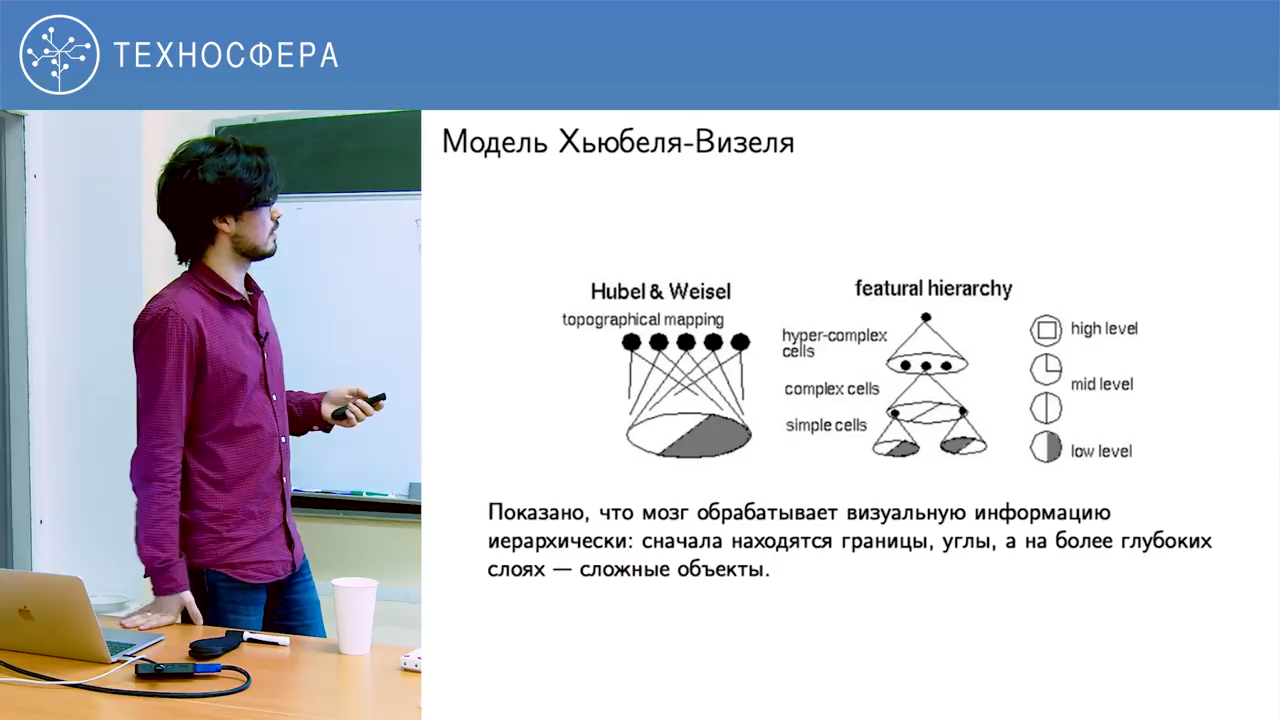 ТЕХНОСФЕРА
Модель Хьюбеля-Визеля
Hubel & Weisel
topographical mapping
featural hierarchy
hyper-complex
cells
complex cells
simple cells
high level
mid level
low level
Показано, что мозг обрабатывает визуальную информацию
иерархически: сначала находятся границы, углы, а на более глубоких
слоях — сложные объекты.